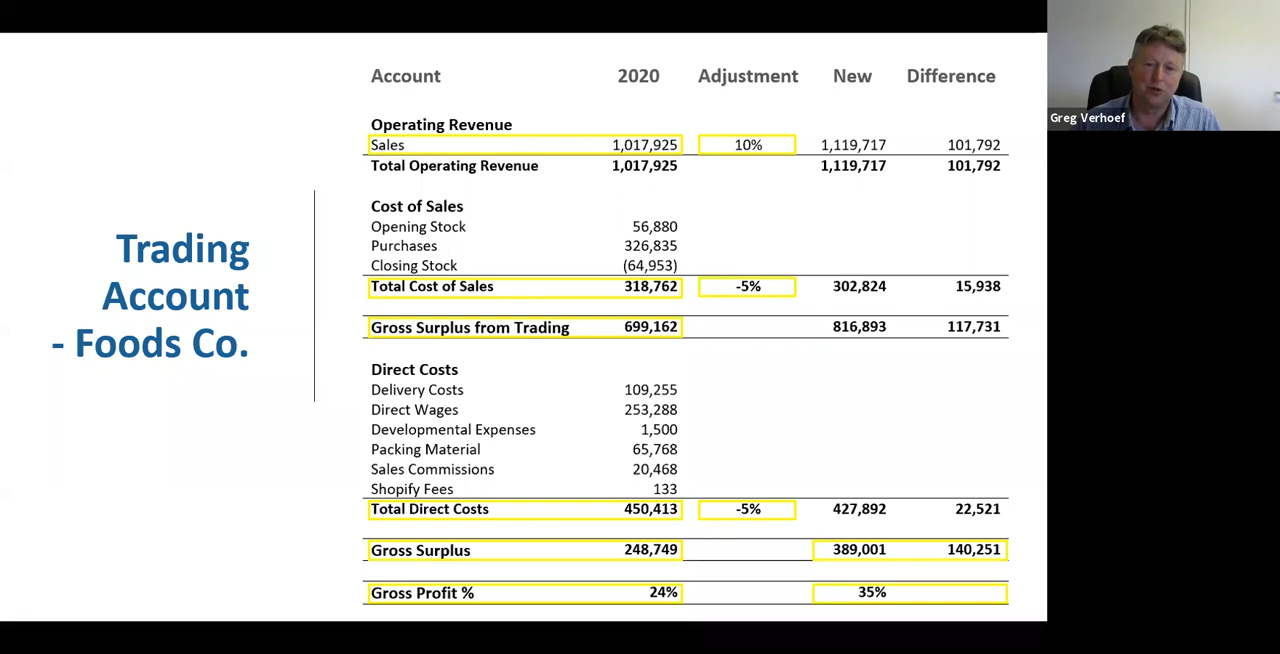 Trading
Account
- Foods Co.
Account 2020 Adjustment New Difference
Operating Revenue
Sales 1,017,925 10% 1,119,717 101,792
Total Operating Revenue 1,017,925 1,119,717 101,792
Cost of Sales
Opening Stock 56,880
Purchases 326,835
Closing Stock (64,953)
Total Cost of Sales 318,762 -5% 302,824 15,938
Gross Surplus from Trading 699,162 816,893 117,731
Direct Costs
Delivery Costs 109,255
Direct Wages 253,288
Developmental Expenses 1,500
Packing Material 65,768
Sales Commissions 20,468
Shopify Fees 133
Total Direct Costs 450,413 -5% 427,892 22,521
Gross Surplus 248,749 389,001 140,251
Gross Profit % 24% 35%
Greg Verhoef